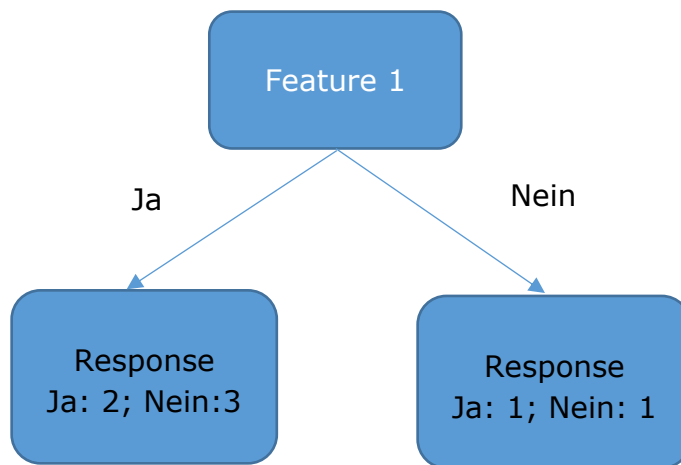 Feature 1
Ja
Nein
Response
Ja: 2; Nein:3
Response
Ja: 1; Nein: 1